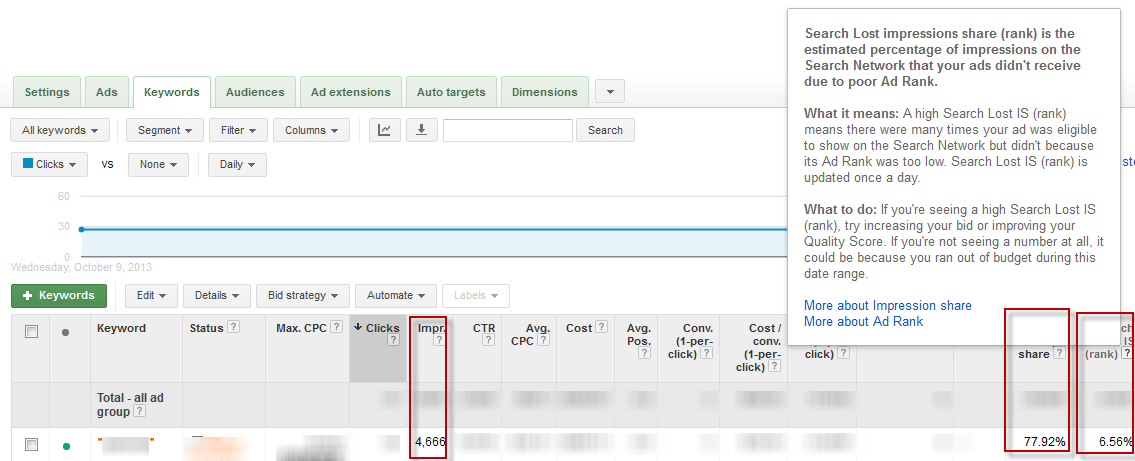 Search Lost impressions share (rank) is the
estimated percentage of impressions on the
Search Network that your ads didn't receive
due to poor Ad Rank.
What it means: A high Search Lost IS (rank)
means there were many times your ad was eligible
to show on the Search Network but didn't because
its Ad Rank was too low. Search Lost IS (rank) is
updated once a day.
What to do: If you're seeing a high Search Lost IS
(rank), try increasing your bid or improving your
Quality Score. If you're not seeing a number at all, it
could be because you ran out of budget during this
date range.
More about Impression share
More about Ad Rank
Settings Ads Keywords Audiences Ad extensions Auto targets Dimensions
All keywords Segment Filter Columns Search
Clicks vs None Daily
60
30
0
Wednesday, October 9, 2013
+ Keywords Edit Details Bid strategy Automate Labels
Keyword Status ? Max. CPC ? Clicks ? Impr. ? CTR ? Avg. CPC ? Cost ? Avg. Pos. ? Conv. (1-per-click) ? Cost / conv. (1-per-click) ? click) ? share ? IS (rank) ?
Total - all ad
group ?
4,666 77.92% 6.56%